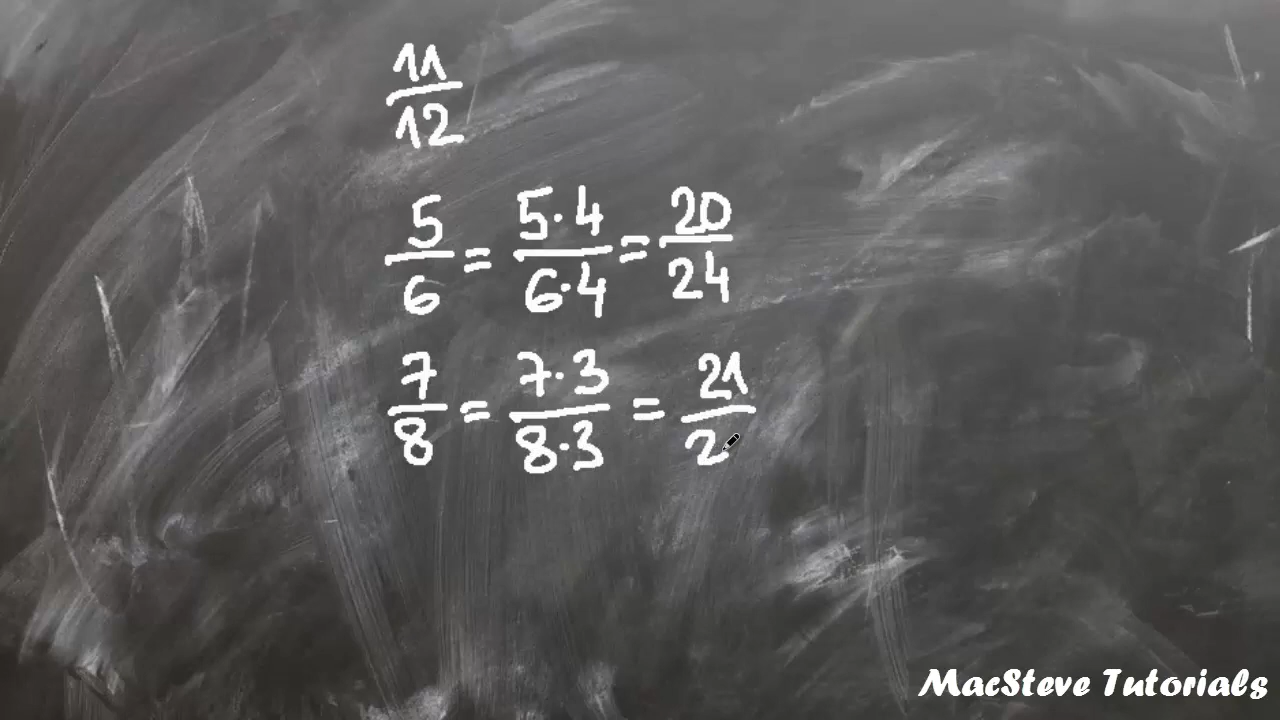 11/12
5/6 = 5·4/6·4 = 20/24
7/8 = 7·3/8·3 = 21/2
MacSteve Tutorials